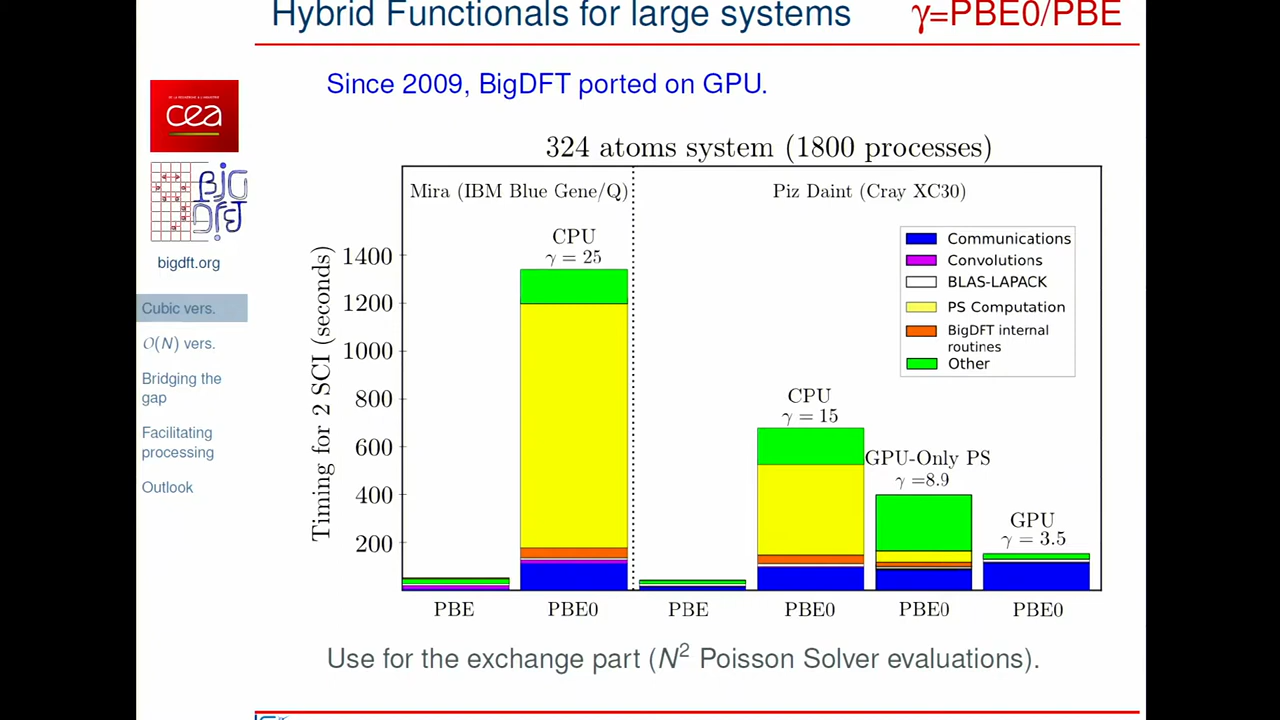 Hybrid Functionals for large systems γ=PBE0/PBE
Since 2009, BigDFT ported on GPU.
cea
BigDFT
bigdft.org
Cubic vers.
O(N) vers.
Bridging the
gap
Facilitating
processing
Outlook
324 atoms system (1800 processes)
Mira (IBM Blue Gene/Q)
Piz Daint (Cray XC30)
Timing for 2 SCI (seconds)
1400
1200
1000
800
600
400
200
CPU
γ = 25
CPU
γ = 15
GPU-Only PS
γ =8.9
GPU
γ = 3.5
Communications
Convolutions
BLAS-LAPACK
PS Computation
BigDFT internal
routines
Other
PBE
PBE0
PBE
PBE0
PBE0
PBE0
Use for the exchange part (N² Poisson Solver evaluations).